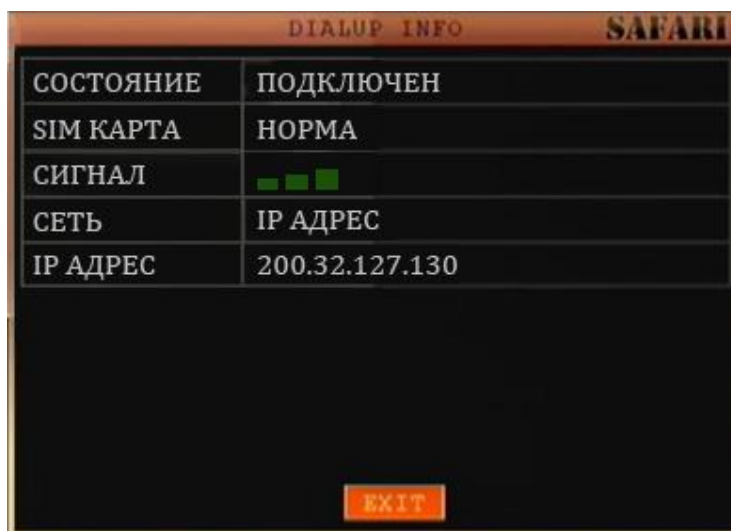 DIALUP INFO SAFARI
СОСТОЯНИЕ ПОДКЛЮЧЕН
SIM КАРТА НОРМА
СИГНАЛ
СЕТЬ IP АДРЕС
IP АДРЕС 200.32.127.130
EXIT